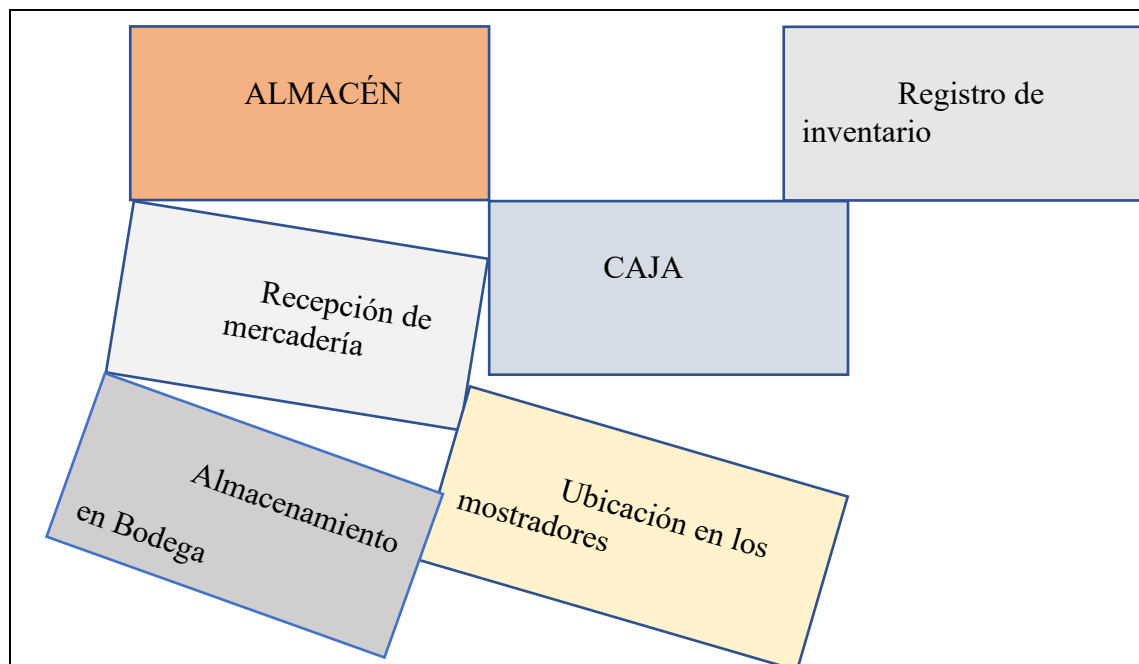 ALMACÉN
Registro de
inventario
CAJA
Recepción de
mercadería
Almacenamiento
en Bodega
Ubicación en los
mostradores